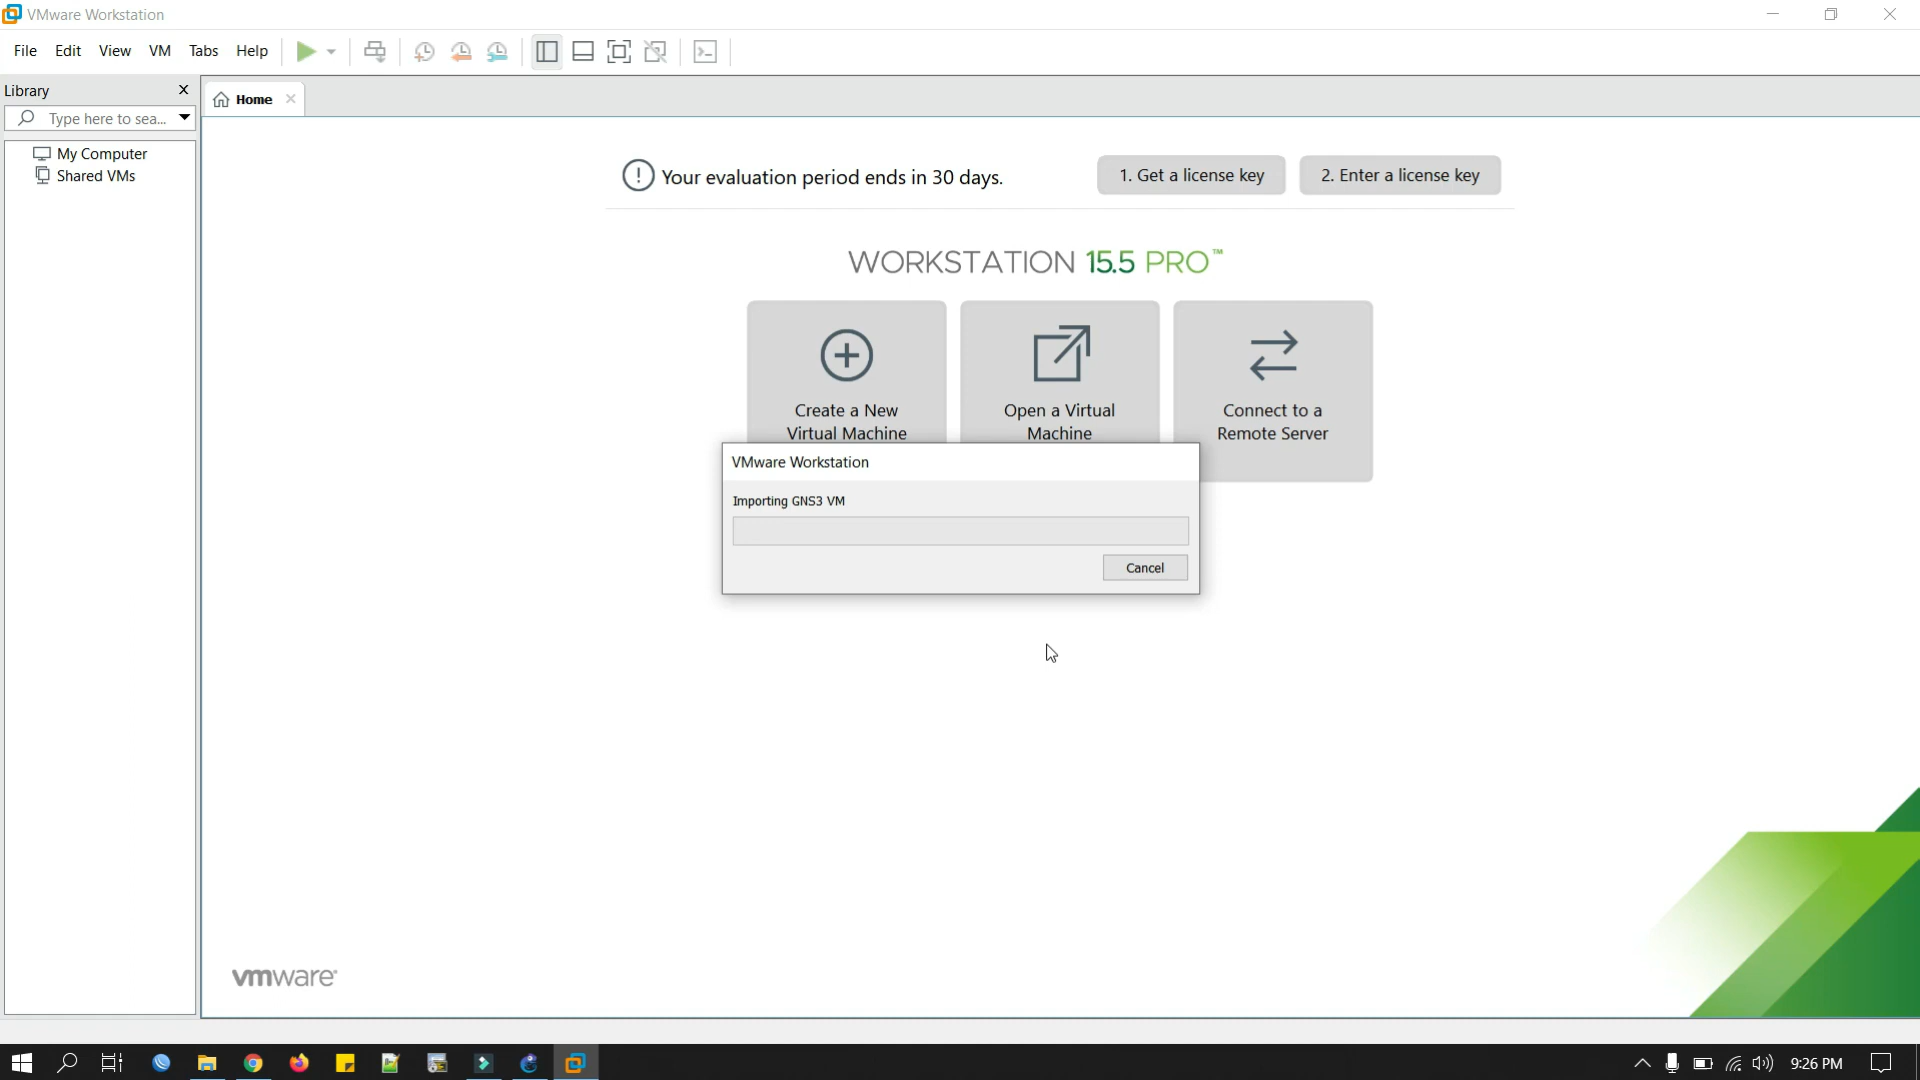 VMware Workstation
File Edit View VM Tabs Help
Library
Home
Type here to sea...
My Computer
Shared VMs
Your evaluation period ends in 30 days.
1. Get a license key
2. Enter a license key
WORKSTATION 15.5 PRO™
Create a New
Virtual Machine
Open a Virtual
Machine
Connect to a
Remote Server
VMware Workstation
Importing GNS3 VM
Cancel
vmware
9:26 PM